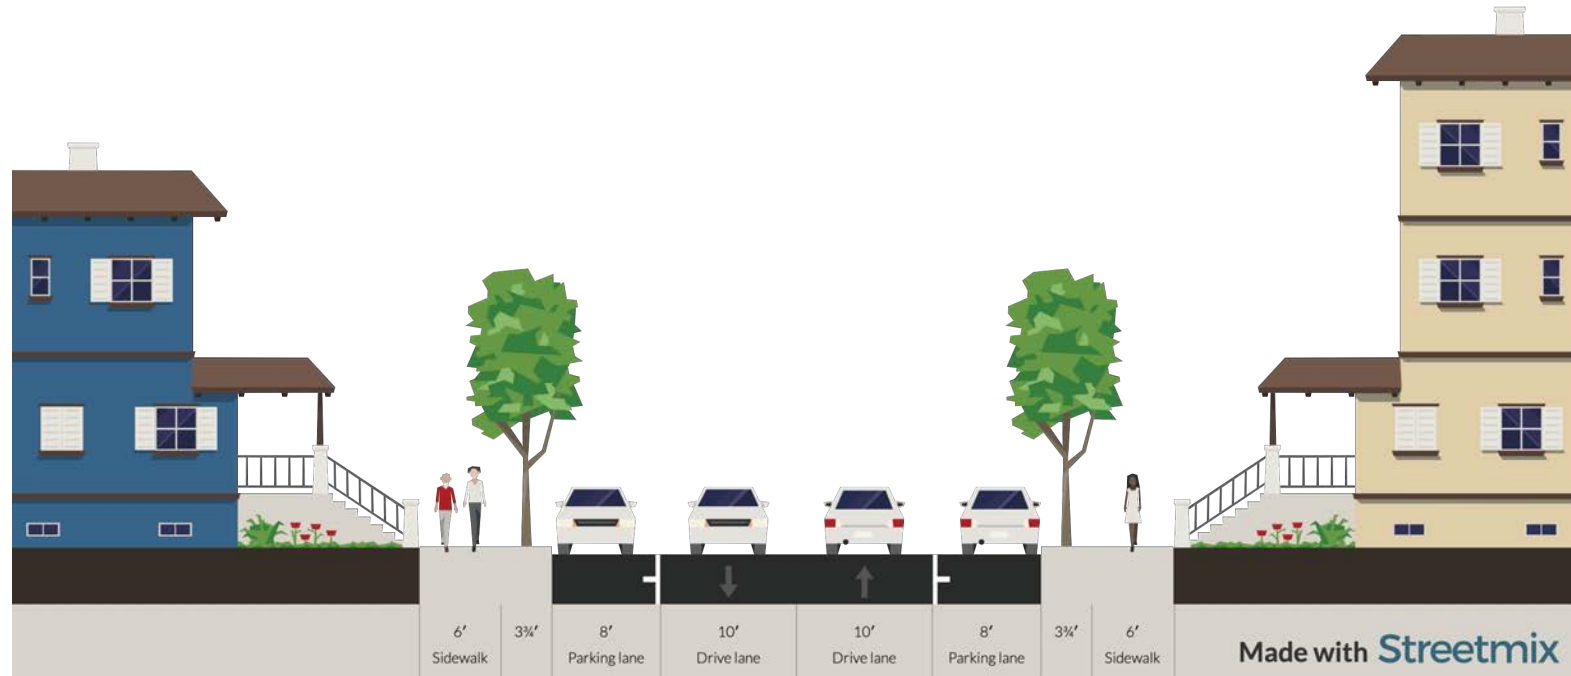 6′
Sidewalk
3¾′
8′
Parking lane
10′
Drive lane
10′
Drive lane
8′
Parking lane
3¾′
6′
Sidewalk
Made with Streetmix